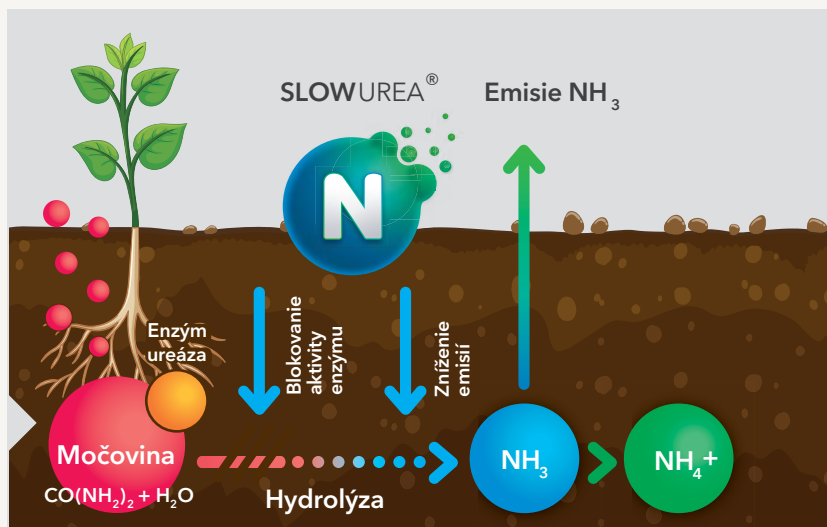 SLOWUREA®
Emisie NH₃
N
Enzým
ureáza
Blokovanie
aktivity
enzýmu
Zníženie
emisií
Močovina
CO(NH₂)₂ + H₂O
Hydrolýza
NH₃
NH₄+